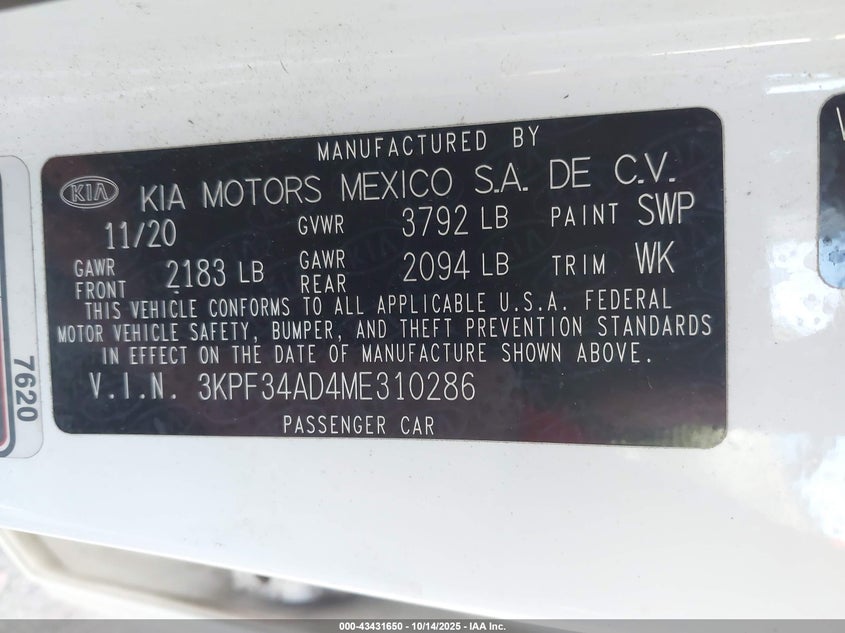 MANUFACTURED BY
KIA KIA MOTORS MEXICO S.A. DE C.V.
11/20 GVWR 3792 LB PAINT SWP
GAWR FRONT 2183 LB GAWR REAR 2094 LB TRIM WK
THIS VEHICLE CONFORMS TO ALL APPLICABLE U.S.A. FEDERAL
MOTOR VEHICLE SAFETY, BUMPER, AND THEFT PREVENTION STANDARDS
IN EFFECT ON THE DATE OF MANUFACTURE SHOWN ABOVE.
V.I.N. 3KPF34AD4ME310286
PASSENGER CAR
7620
000-43431650 - 10/14/2025 - IAA Inc.